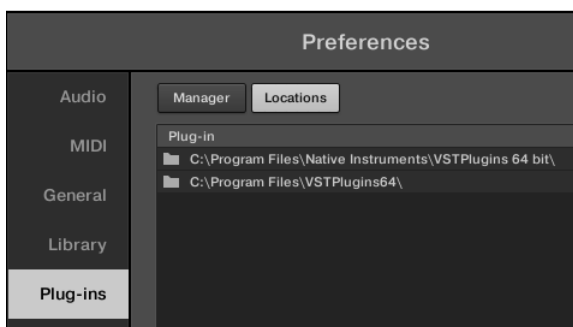 Preferences
Audio
MIDI
General
Library
Plug-ins
Manager
Locations
Plug-in
C:\Program Files\Native Instruments\VSTPlugins 64 bit\
C:\Program Files\VSTPlugins64\